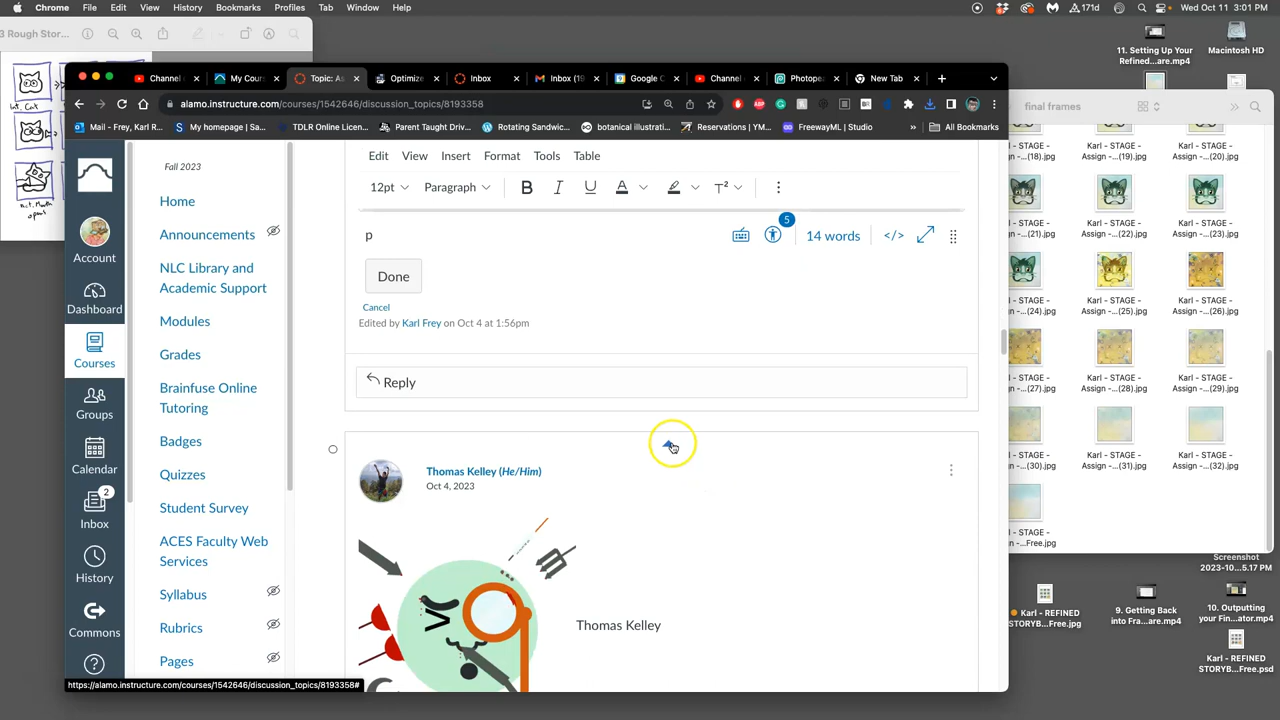 Chrome File Edit View History Bookmarks Profiles Tab Window Help 171d Wed Oct 11 3:01 PM
3 Rough Stor...
Channel My Cour Topic: As Optimize Inbox Inbox (19 Google C Channel Photopea New Tab
alamo.instructure.com/courses/1542646/discussion_topics/8193358
Mail – Frey, Karl R... My homepage | Sa... TDLR Online Licen... Parent Taught Driv... Rotating Sandwic... botanical illustrati... Reservations | YM... FreewayML | Studio All Bookmarks
Fall 2023
Home
Announcements
NLC Library and
Academic Support
Modules
Grades
Brainfuse Online
Tutoring
Badges
Quizzes
Student Survey
ACES Faculty Web
Services
Syllabus
Rubrics
Pages
Account
Dashboard
Courses
Groups
Calendar
2
Inbox
History
Commons
Edit View Insert Format Tools Table
12pt Paragraph B I U A T²
p 5 14 words </>
Done
Cancel
Edited by Karl Frey on Oct 4 at 1:56pm
Reply
Thomas Kelley (He/Him)
Oct 4, 2023
Thomas Kelley
https://alamo.instructure.com/courses/1542646/discussion_topics/8193358#
11. Setting Up Your
Refined...are.mp4
Macintosh HD
final frames
Karl - STAGE - Assign -...(18).jpg
Karl - STAGE - Assign -...(19).jpg
Karl - STAGE - Assign -...(20).jpg
Karl - STAGE - Assign -...(21).jpg
Karl - STAGE - Assign -...(22).jpg
Karl - STAGE - Assign -...(23).jpg
Karl - STAGE - Assign -...(24).jpg
Karl - STAGE - Assign -...(25).jpg
Karl - STAGE - Assign -...(26).jpg
Karl - STAGE - Assign -...(27).jpg
Karl - STAGE - Assign -...(28).jpg
Karl - STAGE - Assign -...(29).jpg
Karl - STAGE - Assign -...(30).jpg
Karl - STAGE - Assign -...(31).jpg
Karl - STAGE - Assign -...(32).jpg
Karl - STAGE - Assign -...Free.jpg
Screenshot
2023-10...5.17 PM
Karl - REFINED
STORYB...Free.jpg
9. Getting Back
into Fra...are.mp4
10. Outputting
your Fin...ator.mp4
Karl - REFINED
STORYB...Free.psd